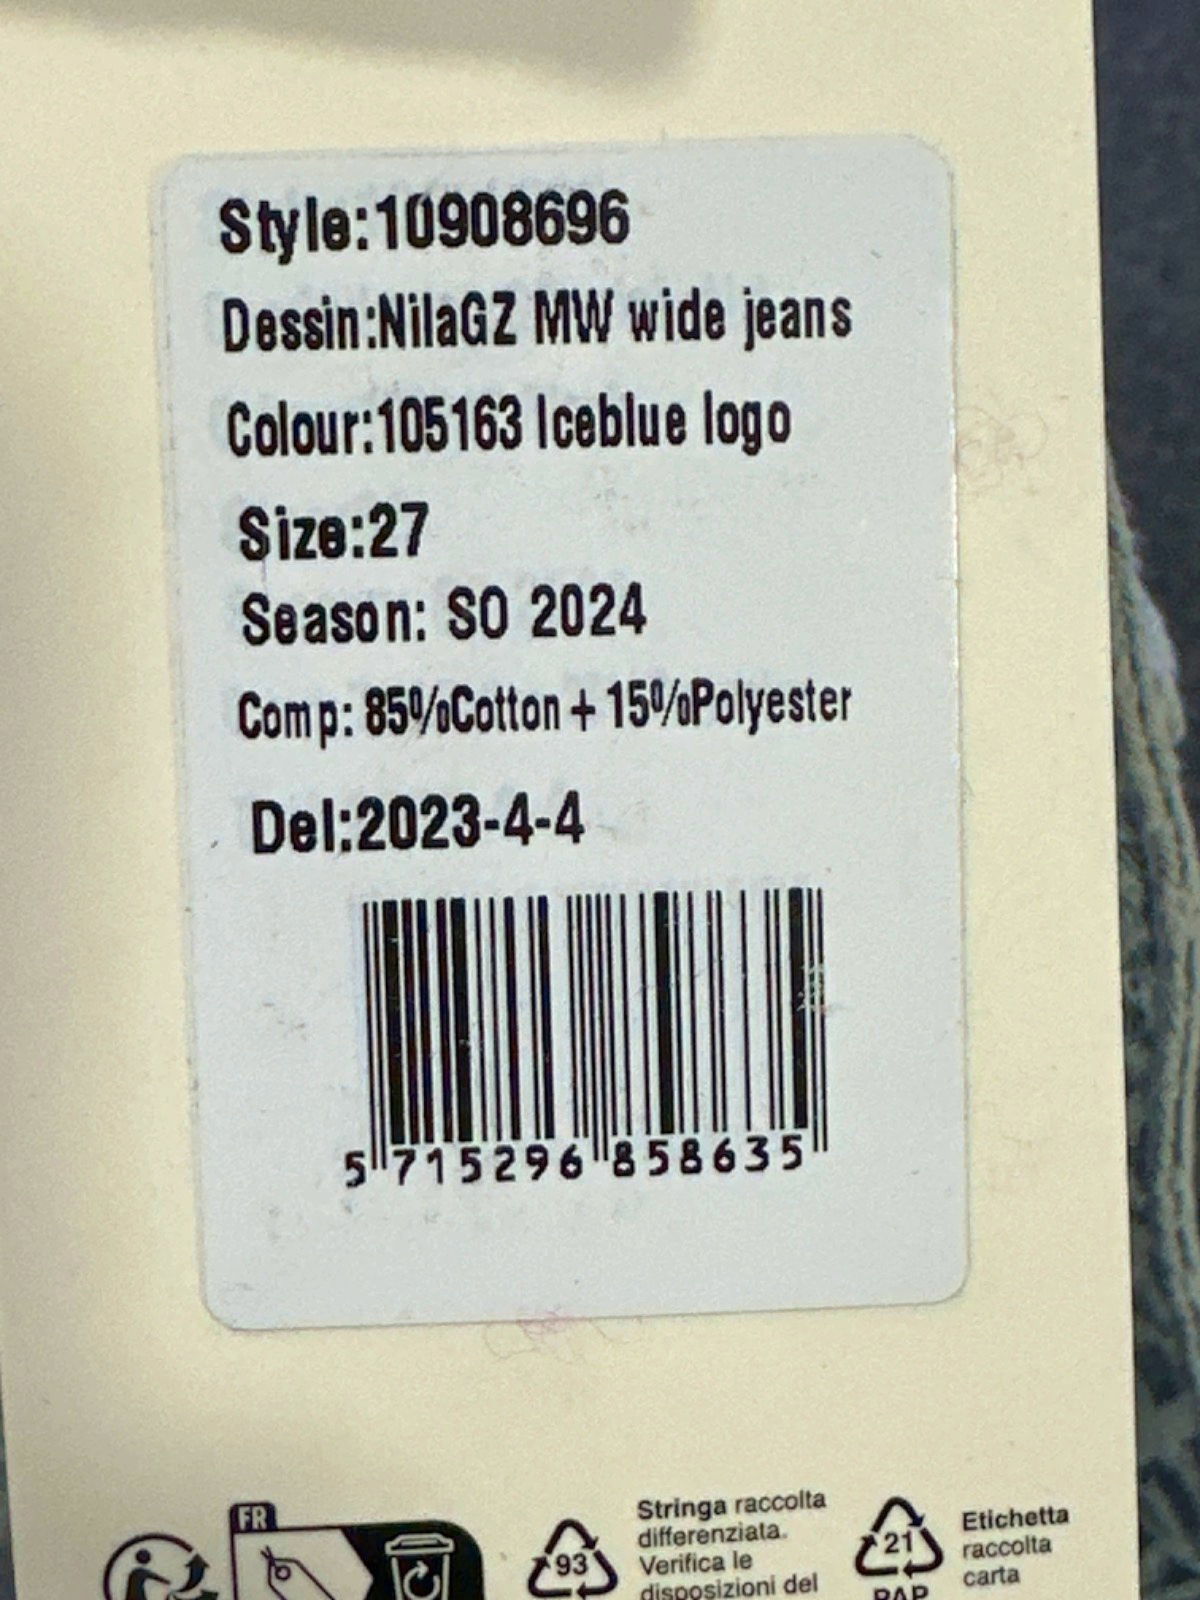 Style:10908696
Dessin:NilaGZ MW wide jeans
Colour:105163 Iceblue logo
Size:27
Season: SO 2024
Comp: 85%Cotton + 15%Polyester
Del:2023-4-4
5 715296 858635
FR
93
Stringa raccolta
differenziata.
Verifica le
disposizioni del
21
PAP
Etichetta
raccolta
carta